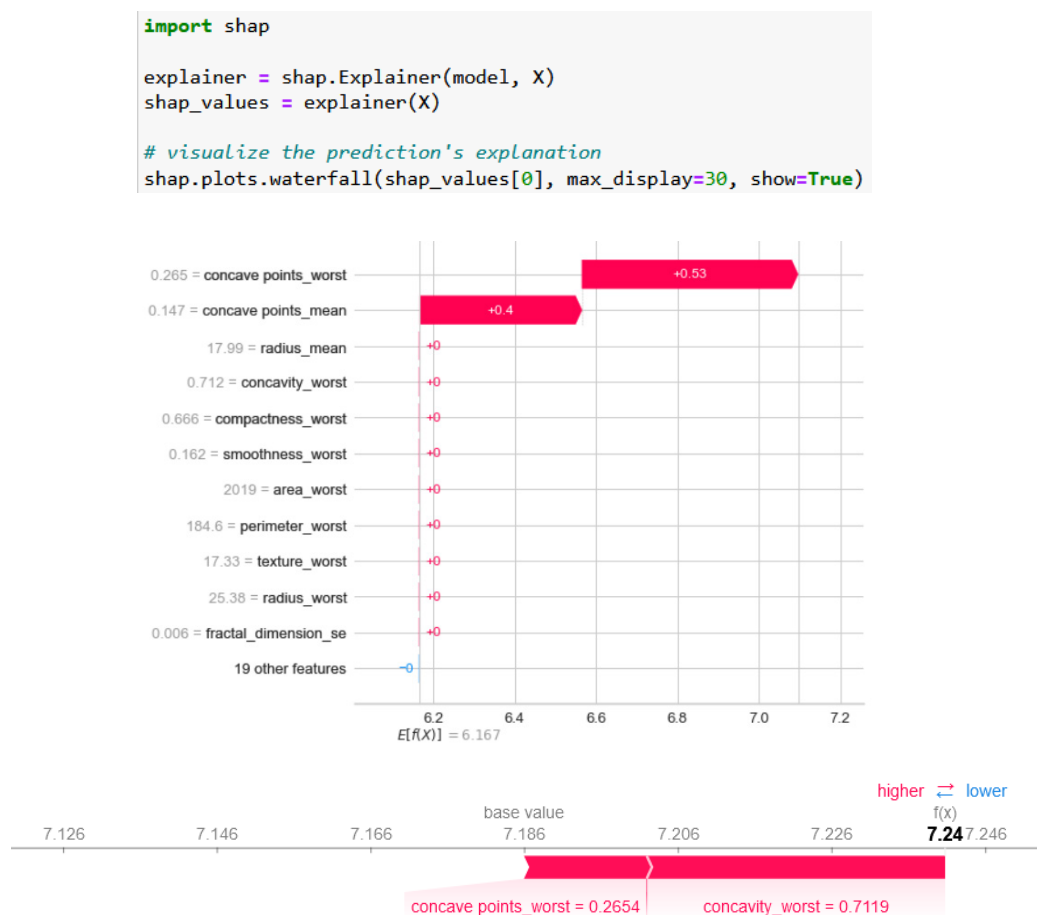 import shap
explainer = shap.Explainer(model, X)
shap_values = explainer(X)
# visualize the prediction's explanation
shap.plots.waterfall(shap_values[0], max_display=30, show=True)
0.265 = concave points_worst +0.53
0.147 = concave points_mean +0.4
17.99 = radius_mean +0
0.712 = concavity_worst +0
0.666 = compactness_worst +0
0.162 = smoothness_worst +0
2019 = area_worst +0
184.6 = perimeter_worst +0
17.33 = texture_worst +0
25.38 = radius_worst +0
0.006 = fractal_dimension_se +0
19 other features −0
6.2 6.4 6.6 6.8 7.0 7.2
E[f(X)] = 6.167
higher ⇄ lower
base value f(x)
7.126 7.146 7.166 7.186 7.206 7.226 7.24 7.246
concave points_worst = 0.2654 concavity_worst = 0.7119